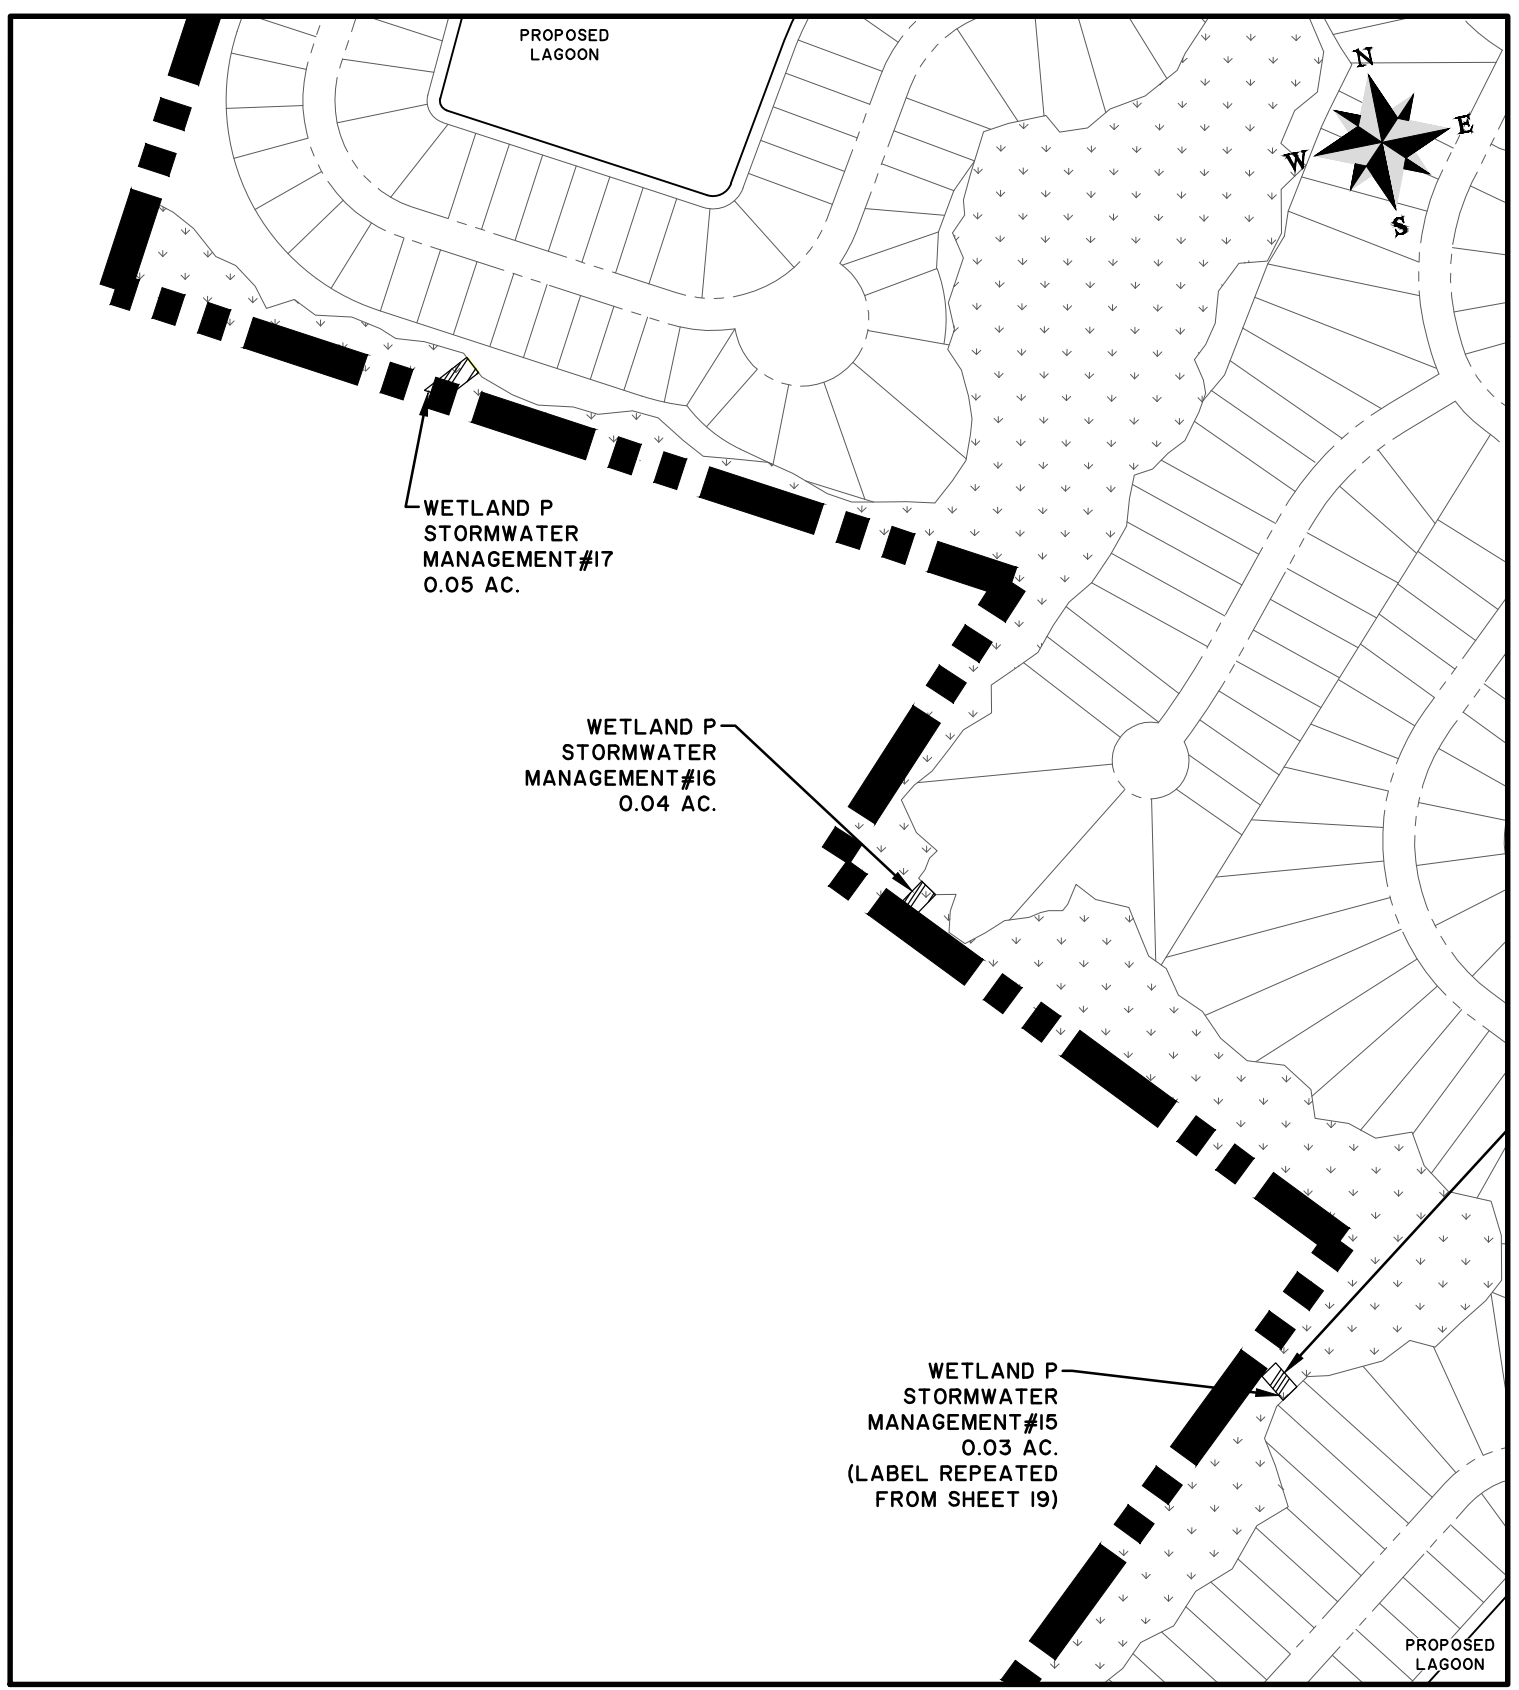 PROPOSED
LAGOON
N
E
W
S
WETLAND P
STORMWATER
MANAGEMENT#17
0.05 AC.
WETLAND P
STORMWATER
MANAGEMENT#16
0.04 AC.
WETLAND P
STORMWATER
MANAGEMENT#15
0.03 AC.
(LABEL REPEATED
FROM SHEET 19)
PROPOSED
LAGOON